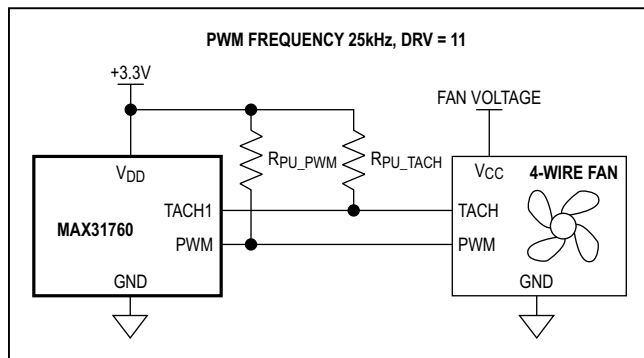 PWM FREQUENCY 25kHz, DRV = 11
+3.3V
FAN VOLTAGE
RPU_PWM
RPU_TACH
VDD
VCC
4-WIRE FAN
TACH1
TACH
MAX31760
PWM
PWM
GND
GND